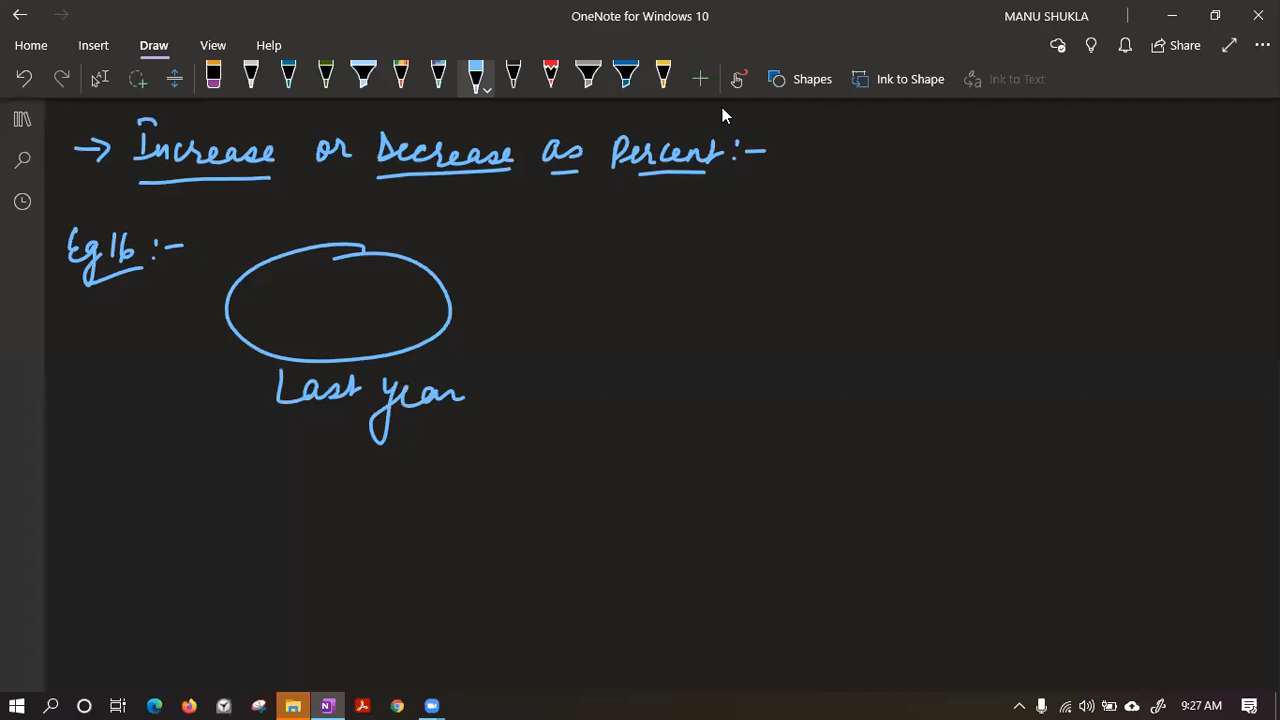 OneNote for Windows 10
MANU SHUKLA
Home Insert Draw View Help
Share
Shapes Ink to Shape Ink to Text
→ Increase or Decrease as Percent :-
Eg 16 :-
Last year
9:27 AM